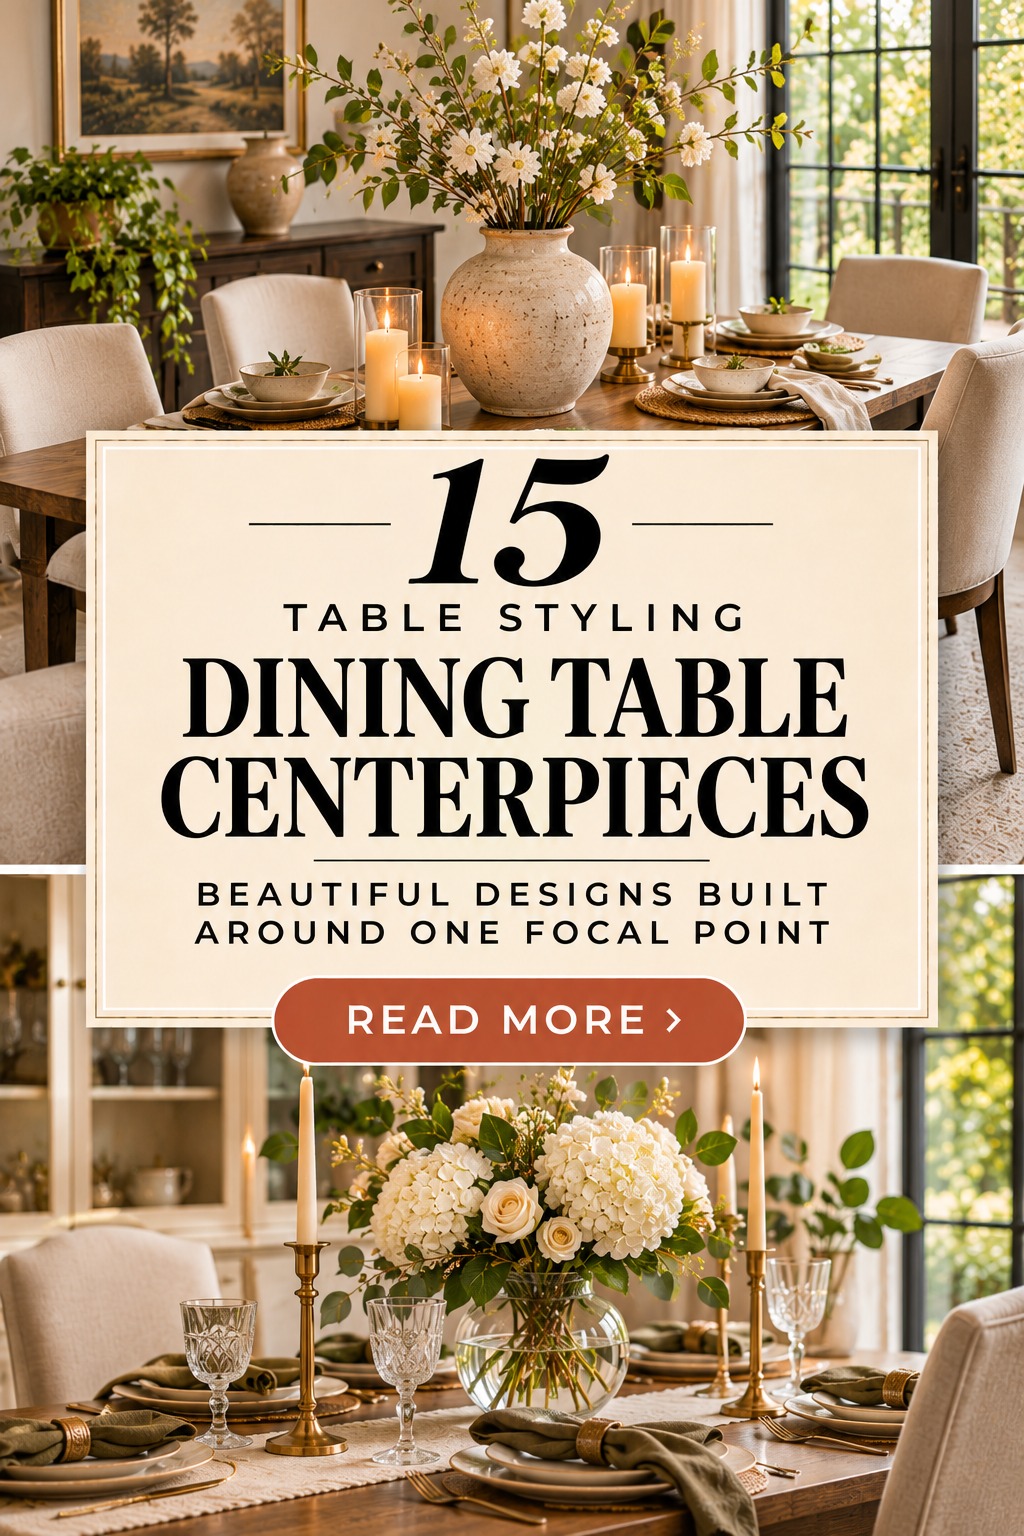 15
TABLE STYLING
DINING TABLE
CENTERPIECES
BEAUTIFUL DESIGNS BUILT
AROUND ONE FOCAL POINT
READ MORE >